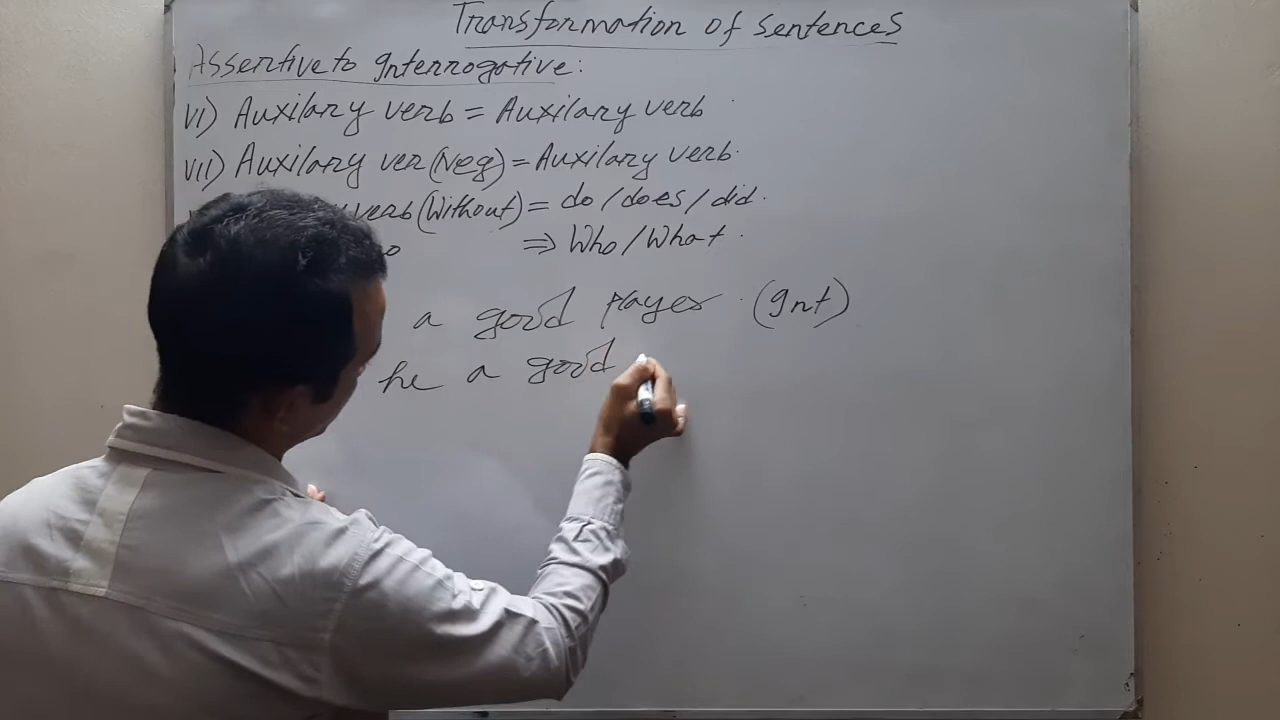 Transformation of sentences
Assertive to Interrogative:
VI) Auxilary verb = Auxilary verb
VII) Auxilary ver (Neg) = Auxilary verb
verb (Without) = do/does/did.
⇒ Who/What
a good player. (Int)
he a good